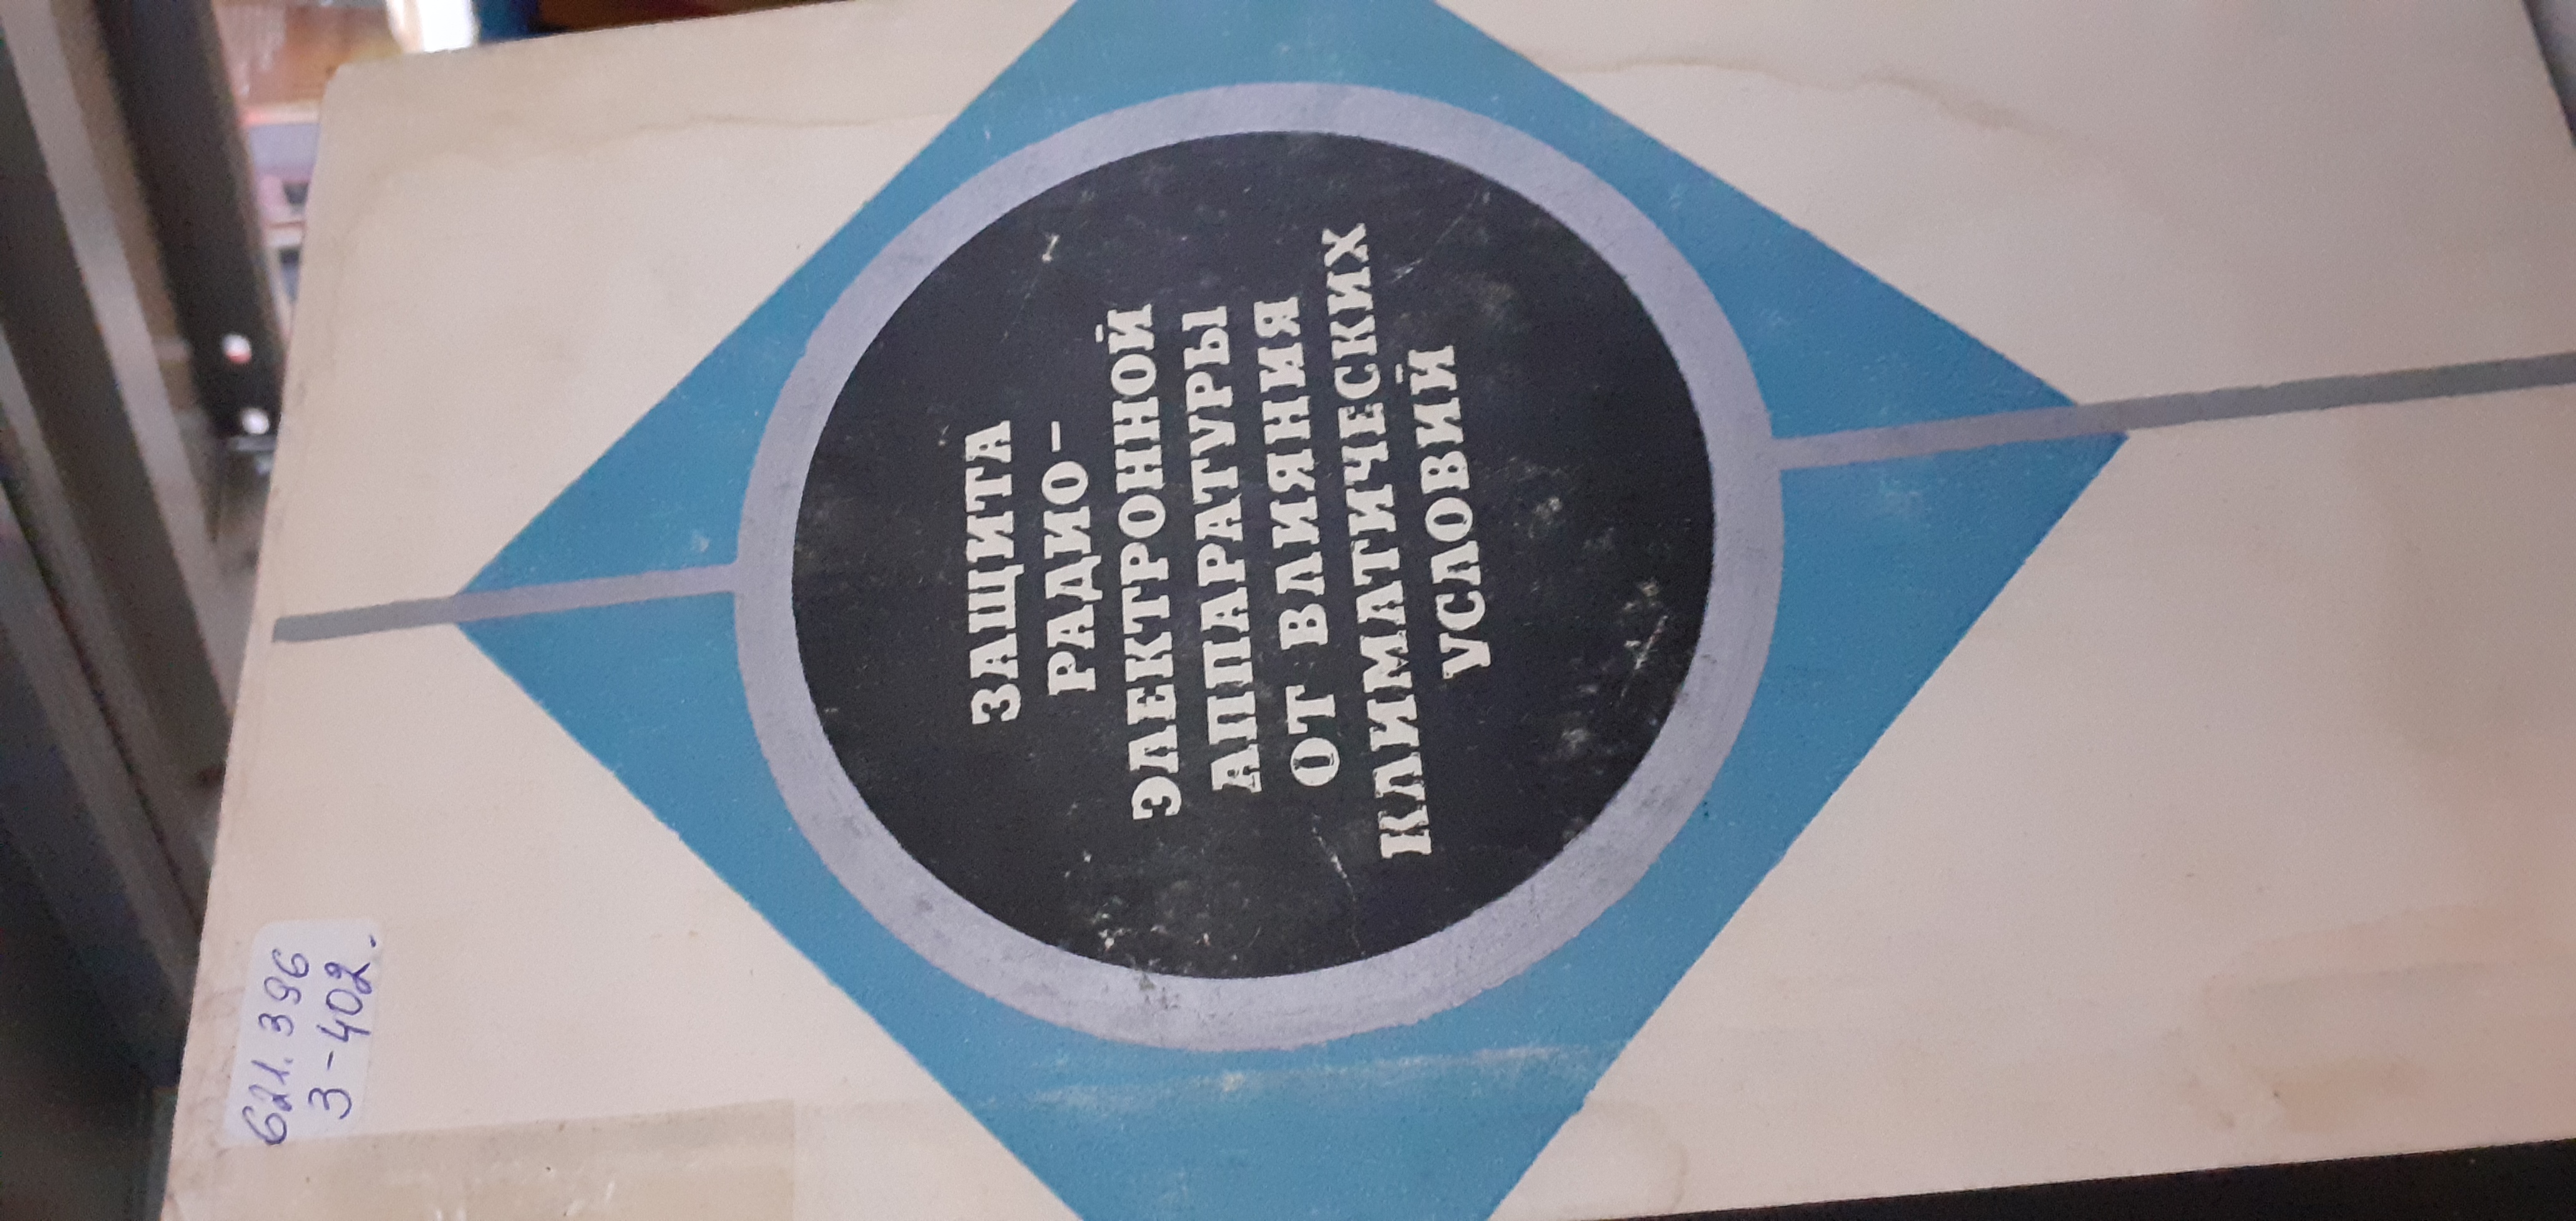 621.396
З-402.
ЗАЩИТА
РАДИО-
ЭЛЕКТРОННОЙ
АППАРАТУРЫ
ОТ ВЛИЯНИЯ
КЛИМАТИЧЕСКИХ
УСЛОВИЙ